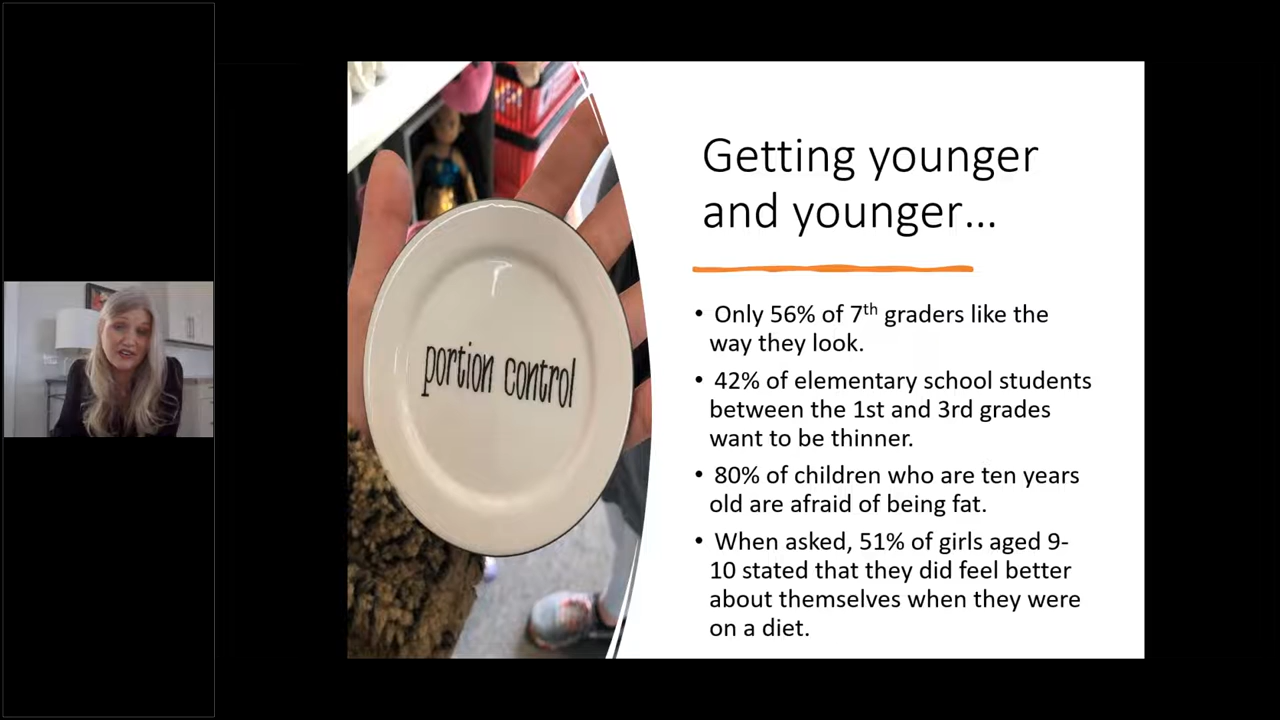 portion control
Getting younger
and younger...
• Only 56% of 7th graders like the
way they look.
• 42% of elementary school students
between the 1st and 3rd grades
want to be thinner.
• 80% of children who are ten years
old are afraid of being fat.
• When asked, 51% of girls aged 9-
10 stated that they did feel better
about themselves when they were
on a diet.